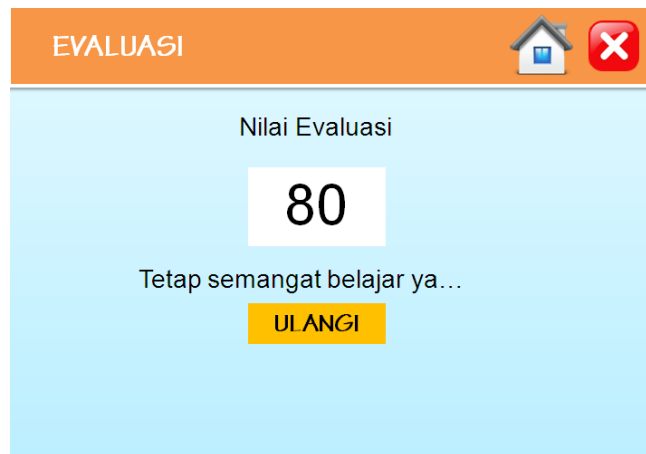 EVALUASI
Nilai Evaluasi
80
Tetap semangat belajar ya...
ULANGI